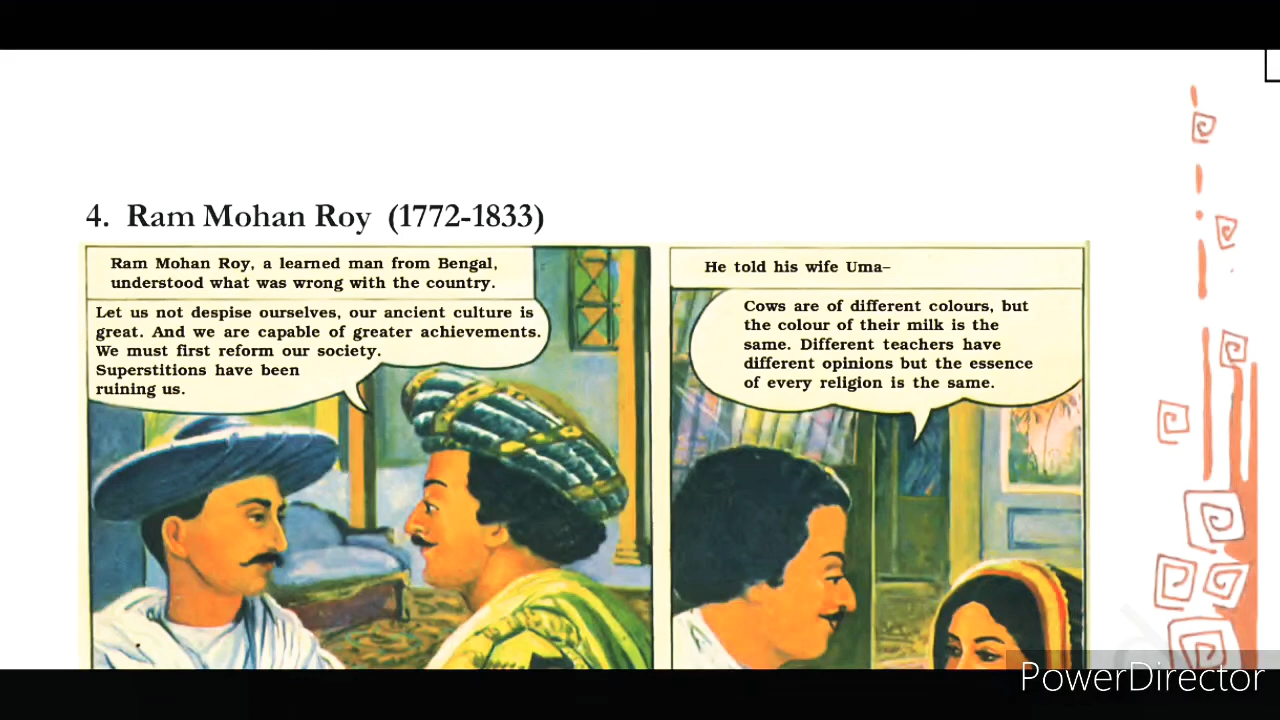 4. Ram Mohan Roy (1772-1833)
Ram Mohan Roy, a learned man from Bengal,
understood what was wrong with the country.
Let us not despise ourselves, our ancient culture is
great. And we are capable of greater achievements.
We must first reform our society.
Superstitions have been
ruining us.
He told his wife Uma–
Cows are of different colours, but
the colour of their milk is the
same. Different teachers have
different opinions but the essence
of every religion is the same.
PowerDirector